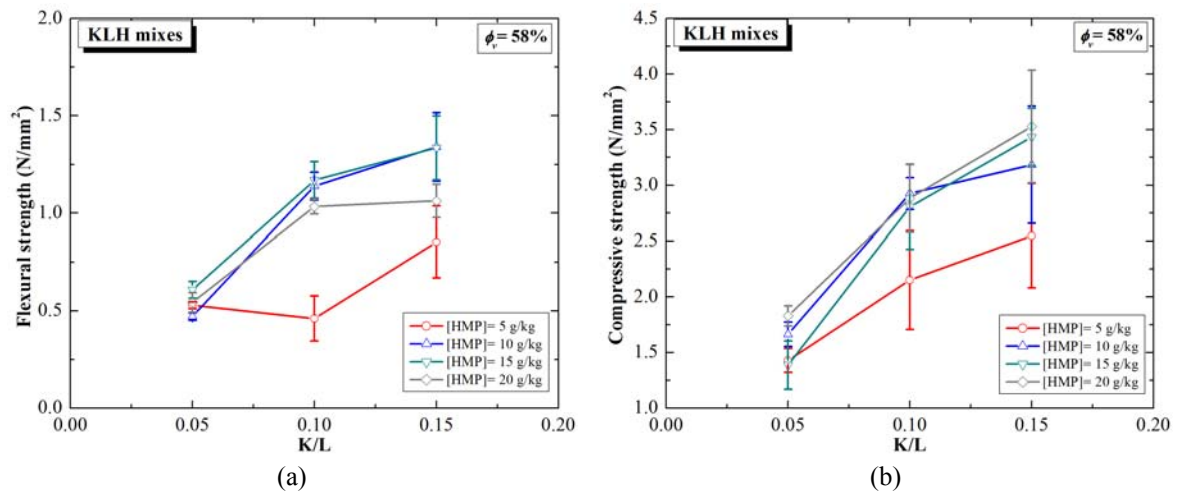 KLH mixes
ϕv = 58%
Flexural strength (N/mm²)
2.0
1.5
1.0
0.5
0.0
[HMP]= 5 g/kg
[HMP]= 10 g/kg
[HMP]= 15 g/kg
[HMP]= 20 g/kg
0.00 0.05 0.10 0.15 0.20
K/L
(a)
KLH mixes
ϕv = 58%
Compressive strength (N/mm²)
4.5
4.0
3.5
3.0
2.5
2.0
1.5
1.0
[HMP]= 5 g/kg
[HMP]= 10 g/kg
[HMP]= 15 g/kg
[HMP]= 20 g/kg
0.00 0.05 0.10 0.15 0.20
K/L
(b)